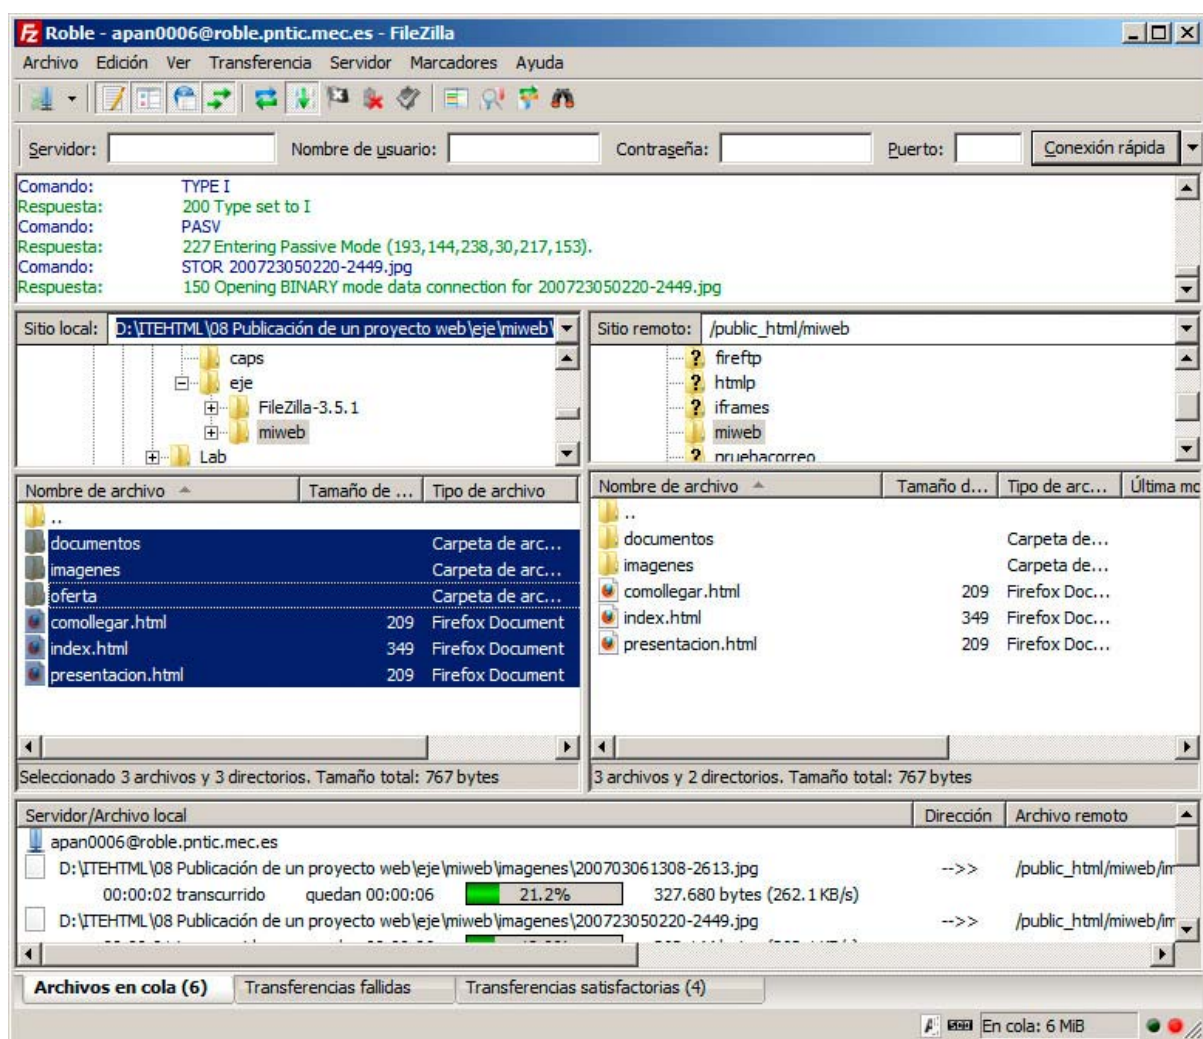 Roble - apan0006@roble.pntic.mec.es - FileZilla
Archivo Edición Ver Transferencia Servidor Marcadores Ayuda
Servidor: Nombre de usuario: Contraseña: Puerto: Conexión rápida
Comando: TYPE I
Respuesta: 200 Type set to I
Comando: PASV
Respuesta: 227 Entering Passive Mode (193,144,238,30,217,153).
Comando: STOR 200723050220-2449.jpg
Respuesta: 150 Opening BINARY mode data connection for 200723050220-2449.jpg
Sitio local: D:\ITEHTML\08 Publicación de un proyecto web\eje\miweb\
caps
eje
FileZilla-3.5.1
miweb
Lab
Sitio remoto: /public_html/miweb
fireftp
htmlp
iframes
miweb
pruebacorreo
Nombre de archivo Tamaño de ... Tipo de archivo
..
documentos Carpeta de arc...
imagenes Carpeta de arc...
oferta Carpeta de arc...
comollegar.html 209 Firefox Document
index.html 349 Firefox Document
presentacion.html 209 Firefox Document
Seleccionado 3 archivos y 3 directorios. Tamaño total: 767 bytes
Nombre de archivo Tamaño d... Tipo de arc... Última mo
..
documentos Carpeta de...
imagenes Carpeta de...
comollegar.html 209 Firefox Doc...
index.html 349 Firefox Doc...
presentacion.html 209 Firefox Doc...
3 archivos y 2 directorios. Tamaño total: 767 bytes
Servidor/Archivo local Dirección Archivo remoto
apan0006@roble.pntic.mec.es
D:\ITEHTML\08 Publicación de un proyecto web\eje\miweb\imagenes\200703061308-2613.jpg -->> /public_html/miweb/im
00:00:02 transcurrido quedan 00:00:06 21.2% 327.680 bytes (262.1 KB/s)
D:\ITEHTML\08 Publicación de un proyecto web\eje\miweb\imagenes\200723050220-2449.jpg -->> /public_html/miweb/im
Archivos en cola (6) Transferencias fallidas Transferencias satisfactorias (4)
En cola: 6 MiB